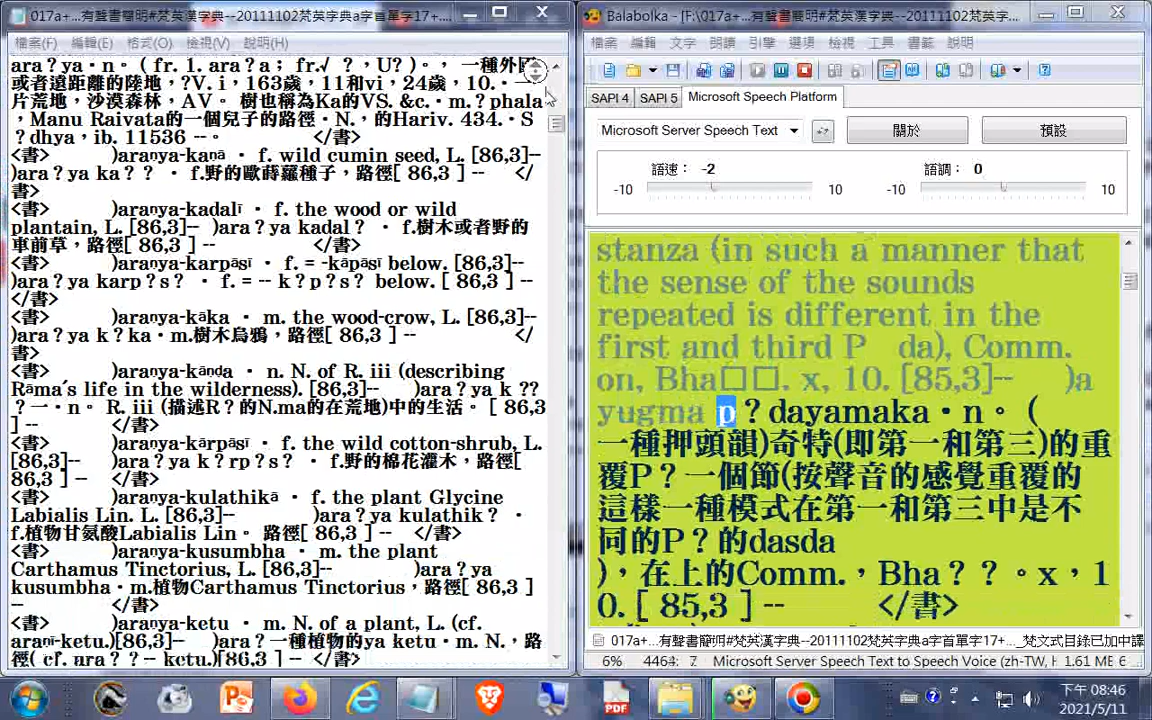 017a+...有聲書簡明#梵英漢字典--20111102梵英字典a字首單字17+...
檔案(F) 編輯(E) 格式(O) 檢視(V) 說明(H)
ara?ya‧n。( fr. 1. ara?a; fr.√ ?,U?)。, 一種外國
或者遠距離的陸地,?V. i,163歲,11和vi,24歲,10.‧一
片荒地,沙漠森林,AV。 樹也稱為Ka的VS. &c.‧m.?phala
,Manu Raivata的一個兒子的路徑‧N.,的Hariv. 434.‧S
?dhya,ib. 11536 --。 </書>
<書> )araṇya-kaṇā ‧ f. wild cumin seed, L. [86,3]--
)ara?ya ka?? ‧ f.野的歐蒔蘿種子,路徑[ 86,3 ] -- </
書>
<書> )araṇya-kadalī ‧ f. the wood or wild
plantain, L. [86,3]-- )ara?ya kadal? ‧ f.樹木或者野的
車前草,路徑[ 86,3 ] -- </書>
<書> )araṇya-karpāsī ‧ f. = -kāpāsī below. [86,3]--
)ara?ya karp?s? ‧ f. = -- k?p?s? below. [ 86,3 ] --
</書>
<書> )araṇya-kāka ‧ m. the wood-crow, L. [86,3]--
)ara?ya k?ka‧m.樹木烏鴉,路徑[ 86,3 ] -- </
書>
<書> )araṇya-kāṇḍa ‧ n. N. of R. iii (describing
Rāma's life in the wilderness). [86,3]-- )ara?ya k ??
?一‧n。 R. iii (描述R?的N.ma的在荒地)中的生活。[ 86,3
] -- </書>
<書> )araṇya-kārpāsī ‧ f. the wild cotton-shrub, L.
[86,3]-- )ara?ya k?rp?s? ‧ f.野的棉花灌木,路徑[
86,3 ] -- </書>
<書> )araṇya-kulathikā ‧ f. the plant Glycine
Labialis Lin. L. [86,3]-- )ara?ya kulathik? ‧
f.植物甘氨酸Labialis Lin。 路徑[ 86,3 ] -- </書>
<書> )araṇya-kusumbha ‧ m. the plant
Carthamus Tinctorius, L. [86,3]-- )ara?ya
kusumbha‧m.植物Carthamus Tinctorius,路徑[ 86,3 ]
-- </書>
<書> )araṇya-ketu ‧ m. N. of a plant, L. (cf.
araṇī-ketu.)[86,3]-- )ara?一種植物的ya ketu‧m. N.,路
徑( cf. ara??-- ketu.)[86,3 ] -- </書>
Balabolka - [F:\017a+...有聲書簡明#梵英漢字典--20111102梵英字...
檔案 編輯 文字 朗讀 引擎 選項 檢視 工具 書籤 說明
SAPI 4 SAPI 5 Microsoft Speech Platform
Microsoft Server Speech Text 關於 預設
語速: -2 語調: 0
-10 10 -10 10
stanza (in such a manner that
the sense of the sounds
repeated is different in the
first and third P da), Comm.
on, Bha□□. x, 10. [85,3]-- )a
yugma p?dayamaka‧n。(
一種押頭韻)奇特(即第一和第三)的重
覆P?一個節(按聲音的感覺重覆的
這樣一種模式在第一和第三中是不
同的P?的dasda
),在上的Comm.,Bha??。x,1
0. [ 85,3 ] -- </書>
017a+...有聲書簡明#梵英漢字典--20111102梵英字典a字首單字17+..._梵文式目錄已加中譯
6% 4464: 7 Microsoft Server Speech Text to Speech Voice (zh-TW, H 1.61 MB 6
PDF
下午 08:46
2021/5/11